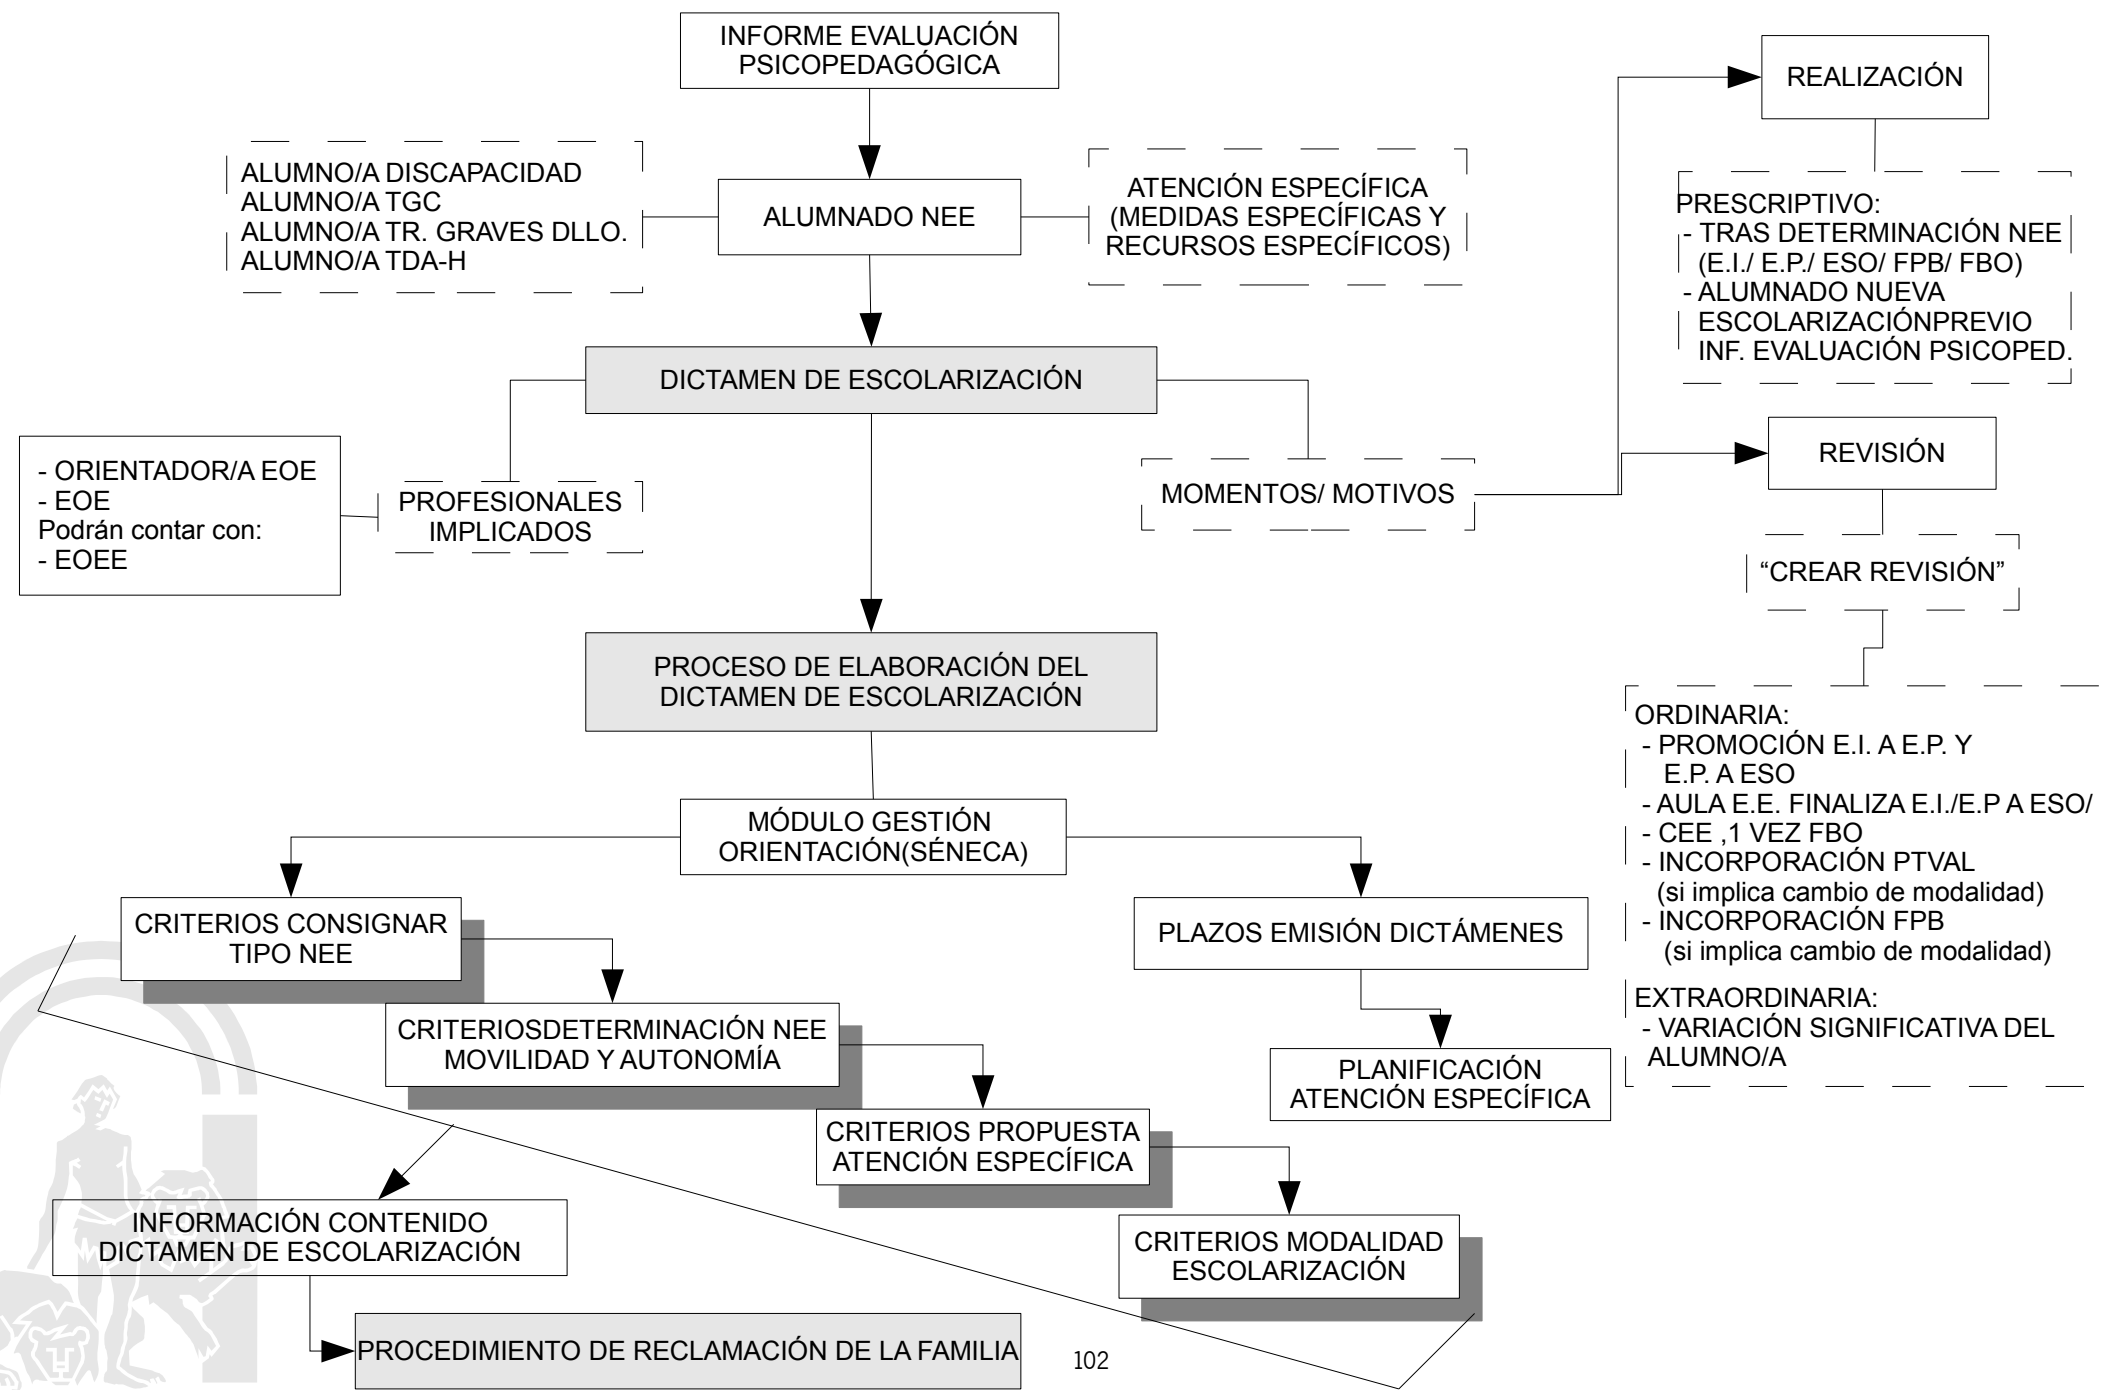 INFORME EVALUACIÓN
PSICOPEDAGÓGICA
REALIZACIÓN
ALUMNO/A DISCAPACIDAD
ALUMNO/A TGC
ALUMNO/A TR. GRAVES DLLO.
ALUMNO/A TDA-H
ALUMNADO NEE
ATENCIÓN ESPECÍFICA
(MEDIDAS ESPECÍFICAS Y
RECURSOS ESPECÍFICOS)
PRESCRIPTIVO:
- TRAS DETERMINACIÓN NEE
(E.I./ E.P./ ESO/ FPB/ FBO)
- ALUMNADO NUEVA
ESCOLARIZACIÓNPREVIO
INF. EVALUACIÓN PSICOPED.
DICTAMEN DE ESCOLARIZACIÓN
- ORIENTADOR/A EOE
- EOE
Podrán contar con:
- EOEE
PROFESIONALES
IMPLICADOS
MOMENTOS/ MOTIVOS
REVISIÓN
“CREAR REVISIÓN”
PROCESO DE ELABORACIÓN DEL
DICTAMEN DE ESCOLARIZACIÓN
ORDINARIA:
- PROMOCIÓN E.I. A E.P. Y
E.P. A ESO
- AULA E.E. FINALIZA E.I./E.P A ESO/
- CEE ,1 VEZ FBO
- INCORPORACIÓN PTVAL
(si implica cambio de modalidad)
- INCORPORACIÓN FPB
(si implica cambio de modalidad)
EXTRAORDINARIA:
- VARIACIÓN SIGNIFICATIVA DEL
ALUMNO/A
MÓDULO GESTIÓN
ORIENTACIÓN(SÉNECA)
CRITERIOS CONSIGNAR
TIPO NEE
PLAZOS EMISIÓN DICTÁMENES
CRITERIOSDETERMINACIÓN NEE
MOVILIDAD Y AUTONOMÍA
PLANIFICACIÓN
ATENCIÓN ESPECÍFICA
CRITERIOS PROPUESTA
ATENCIÓN ESPECÍFICA
INFORMACIÓN CONTENIDO
DICTAMEN DE ESCOLARIZACIÓN
CRITERIOS MODALIDAD
ESCOLARIZACIÓN
PROCEDIMIENTO DE RECLAMACIÓN DE LA FAMILIA
102